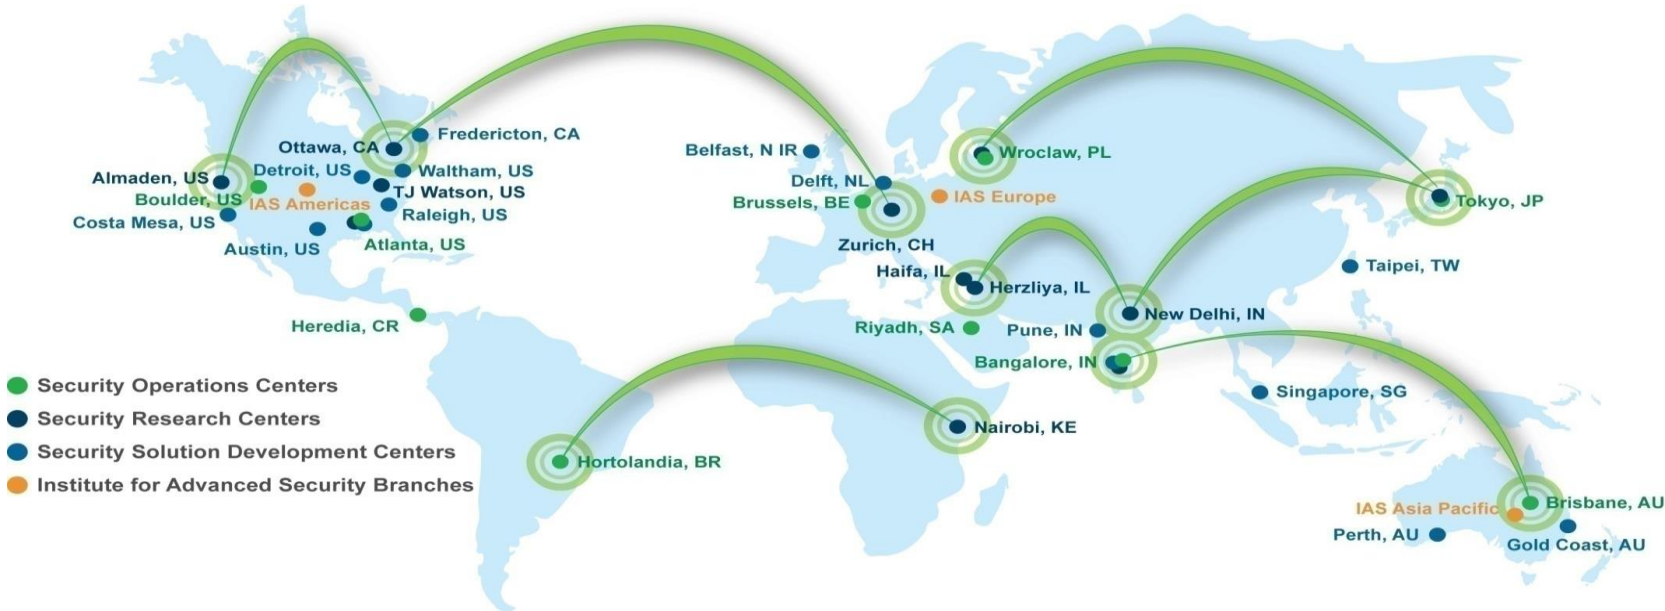 Fredericton, CA
Ottawa, CA
Detroit, US
Waltham, US
Almaden, US
TJ Watson, US
Boulder, US
IAS Americas
Raleigh, US
Costa Mesa, US
Austin, US
Atlanta, US
Heredia, CR
Belfast, N IR
Delft, NL
Brussels, BE
IAS Europe
Wroclaw, PL
Zurich, CH
Haifa, IL
Herzliya, IL
Riyadh, SA
Tokyo, JP
Taipei, TW
New Delhi, IN
Pune, IN
Bangalore, IN
Singapore, SG
Nairobi, KE
Hortolandia, BR
IAS Asia Pacific
Brisbane, AU
Perth, AU
Gold Coast, AU
Security Operations Centers
Security Research Centers
Security Solution Development Centers
Institute for Advanced Security Branches